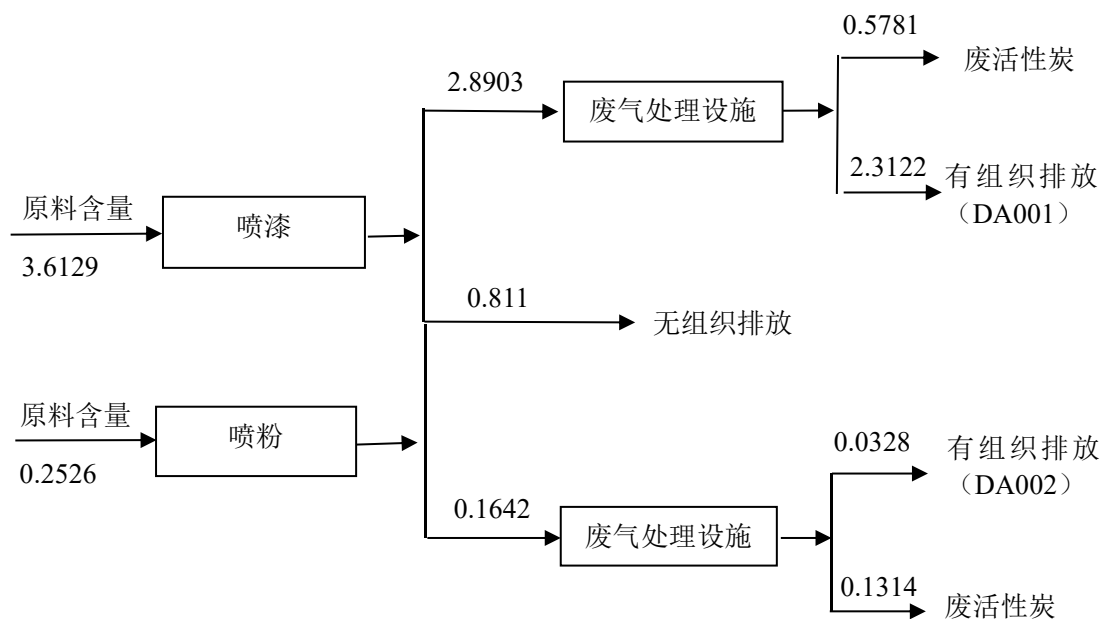 0.5781
废活性炭
2.8903
废气处理设施
2.3122
有组织排放
（DA001）
原料含量
喷漆
3.6129
0.811
无组织排放
原料含量
喷粉
0.2526
0.0328
有组织排放
（DA002）
0.1642
废气处理设施
0.1314
废活性炭